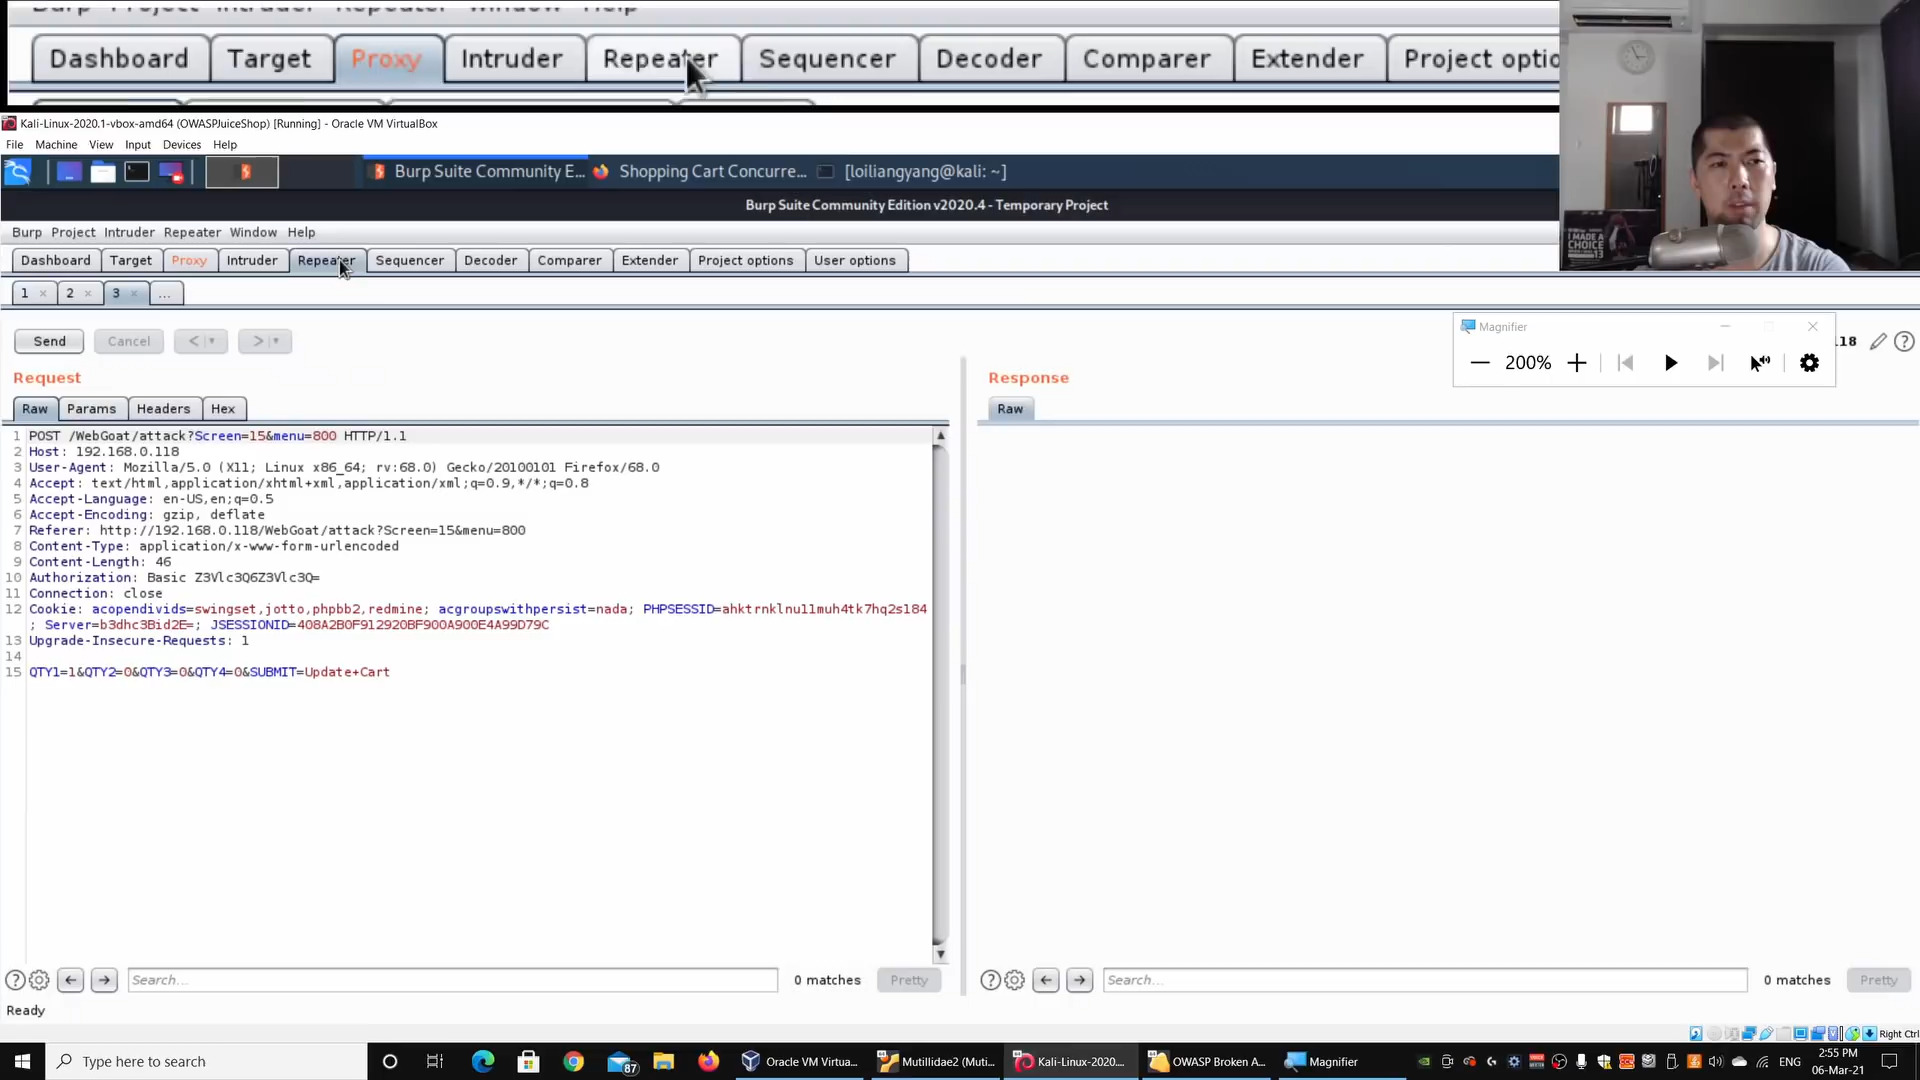 Burp Project Intruder Repeater Window Help
Dashboard Target Proxy Intruder Repeater Sequencer Decoder Comparer Extender Project optio
Kali-Linux-2020.1-vbox-amd64 (OWASPJuiceShop) [Running] - Oracle VM VirtualBox
File Machine View Input Devices Help
Burp Suite Community E... Shopping Cart Concurre... [loiliangyang@kali: ~]
Burp Suite Community Edition v2020.4 - Temporary Project
Burp Project Intruder Repeater Window Help
Dashboard Target Proxy Intruder Repeater Sequencer Decoder Comparer Extender Project options User options
1 × 2 × 3 × ...
Magnifier
Send Cancel < > 18 ?
200%
Request Response
Raw Params Headers Hex Raw
1 POST /WebGoat/attack?Screen=15&menu=800 HTTP/1.1
2 Host: 192.168.0.118
3 User-Agent: Mozilla/5.0 (X11; Linux x86_64; rv:68.0) Gecko/20100101 Firefox/68.0
4 Accept: text/html,application/xhtml+xml,application/xml;q=0.9,*/*;q=0.8
5 Accept-Language: en-US,en;q=0.5
6 Accept-Encoding: gzip, deflate
7 Referer: http://192.168.0.118/WebGoat/attack?Screen=15&menu=800
8 Content-Type: application/x-www-form-urlencoded
9 Content-Length: 46
10 Authorization: Basic Z3Vlc3Q6Z3Vlc3Q=
11 Connection: close
12 Cookie: acopendivids=swingset,jotto,phpbb2,redmine; acgroupswithpersist=nada; PHPSESSID=ahktrnklnu11muh4tk7hq2s184
; Server=b3dhc3Bid2E=; JSESSIONID=408A2B0F912920BF900A900E4A99D79C
13 Upgrade-Insecure-Requests: 1
14
15 QTY1=1&QTY2=0&QTY3=0&QTY4=0&SUBMIT=Update+Cart
I MADE A
CHOICE
? Search... 0 matches Pretty ? Search... 0 matches Pretty
Ready
Right Ctrl
Type here to search 87 Oracle VM Virtua... Mutillidae2 (Muti... Kali-Linux-2020.... OWASP Broken A... Magnifier ENG 2:55 PM
06-Mar-21